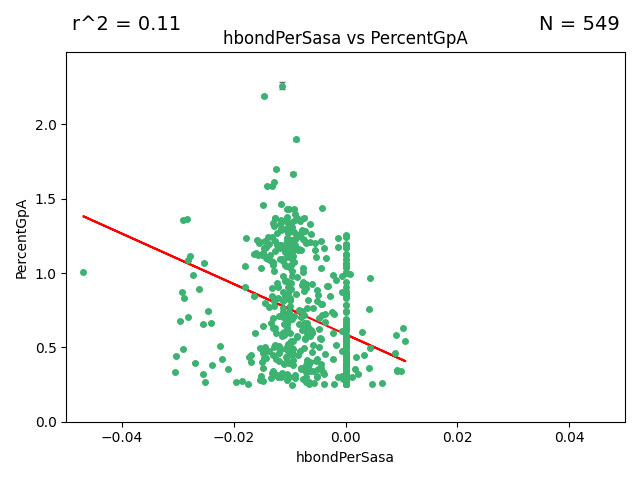 r^2 = 0.11
N = 549
hbondPerSasa vs PercentGpA
PercentGpA
2.0
1.5
1.0
0.5
0.0
−0.04 −0.02 0.00 0.02 0.04
hbondPerSasa